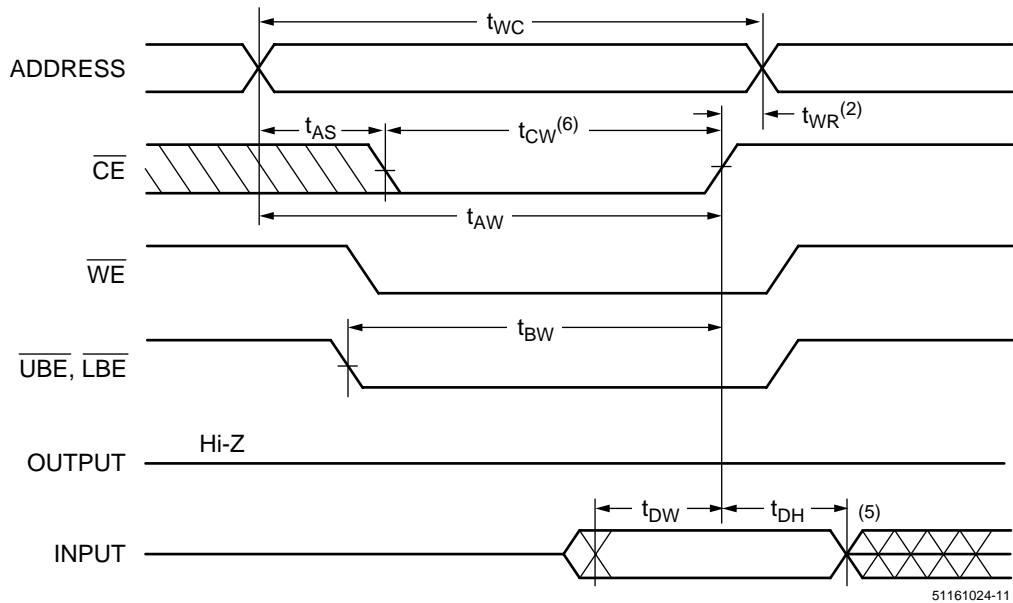 tWC
ADDRESS
tAS
tCW(6)
tWR(2)
CE
tAW
WE
tBW
UBE, LBE
Hi-Z
OUTPUT
tDW
tDH
(5)
INPUT
51161024-11